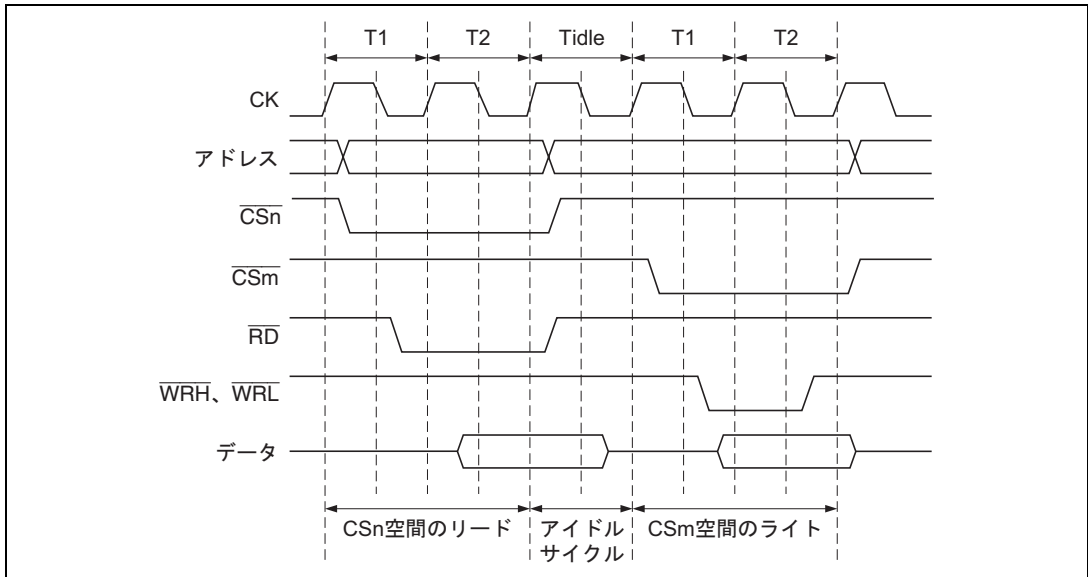 T1 T2 Tidle T1 T2
CK
アドレス
CSn
CSm
RD
WRH、WRL
データ
CSn空間のリード アイドル CSm空間のライト
サイクル